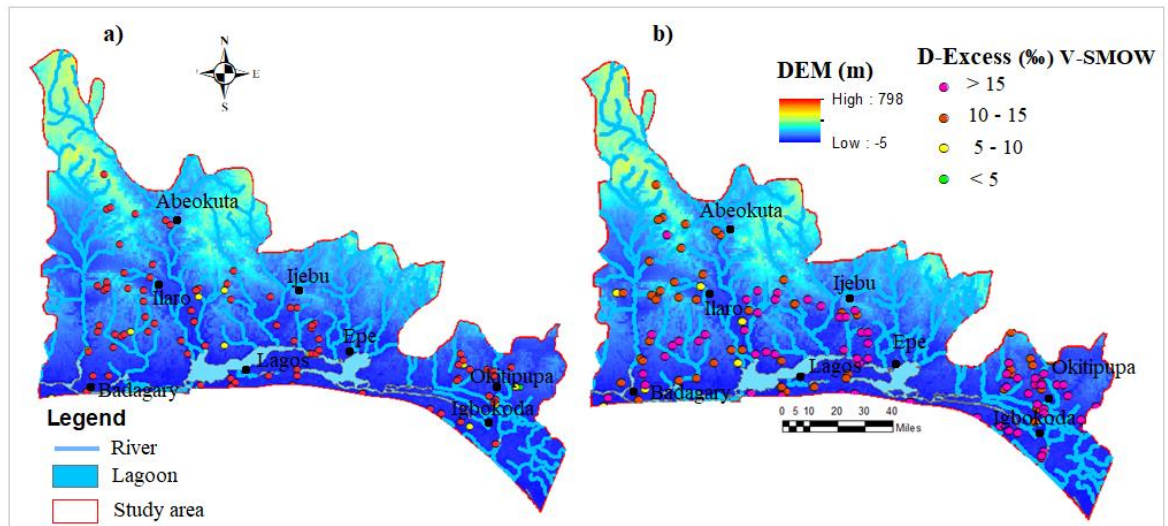 a)
N
E
S
Abeokuta
Ilaro
Ijebu
Epe
Lagos
Badagary
Okitipupa
Igbokoda
Legend
River
Lagoon
Study area
b)
DEM (m)
High : 798
Low : -5
D-Excess (‰) V-SMOW
> 15
10 - 15
5 - 10
< 5
Abeokuta
Ilaro
Ijebu
Epe
Lagos
Badagary
Okitipupa
Igbokoda
0 5 10 20 30 40
Miles